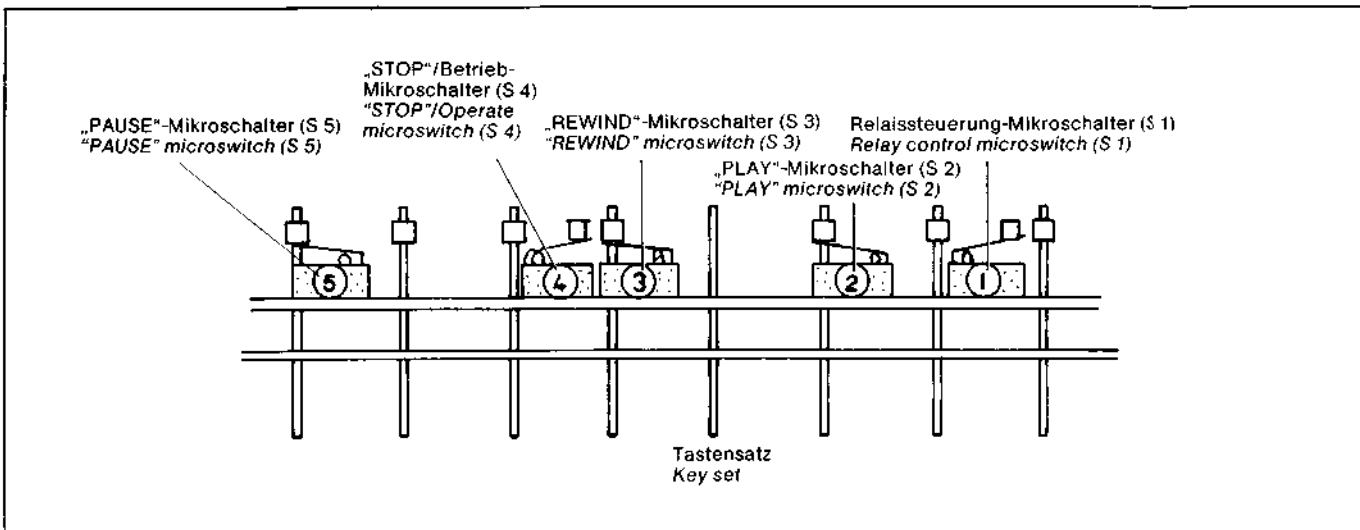 „PAUSE“-Mikroschalter (S 5)
“PAUSE” microswitch (S 5)
„STOP“/Betrieb-
Mikroschalter (S 4)
“STOP”/Operate
microswitch (S 4)
„REWIND“-Mikroschalter (S 3)
“REWIND” microswitch (S 3)
„PLAY“-Mikroschalter (S 2)
“PLAY” microswitch (S 2)
Relaissteuerung-Mikroschalter (S 1)
Relay control microswitch (S 1)
5
4
3
2
1
Tastensatz
Key set